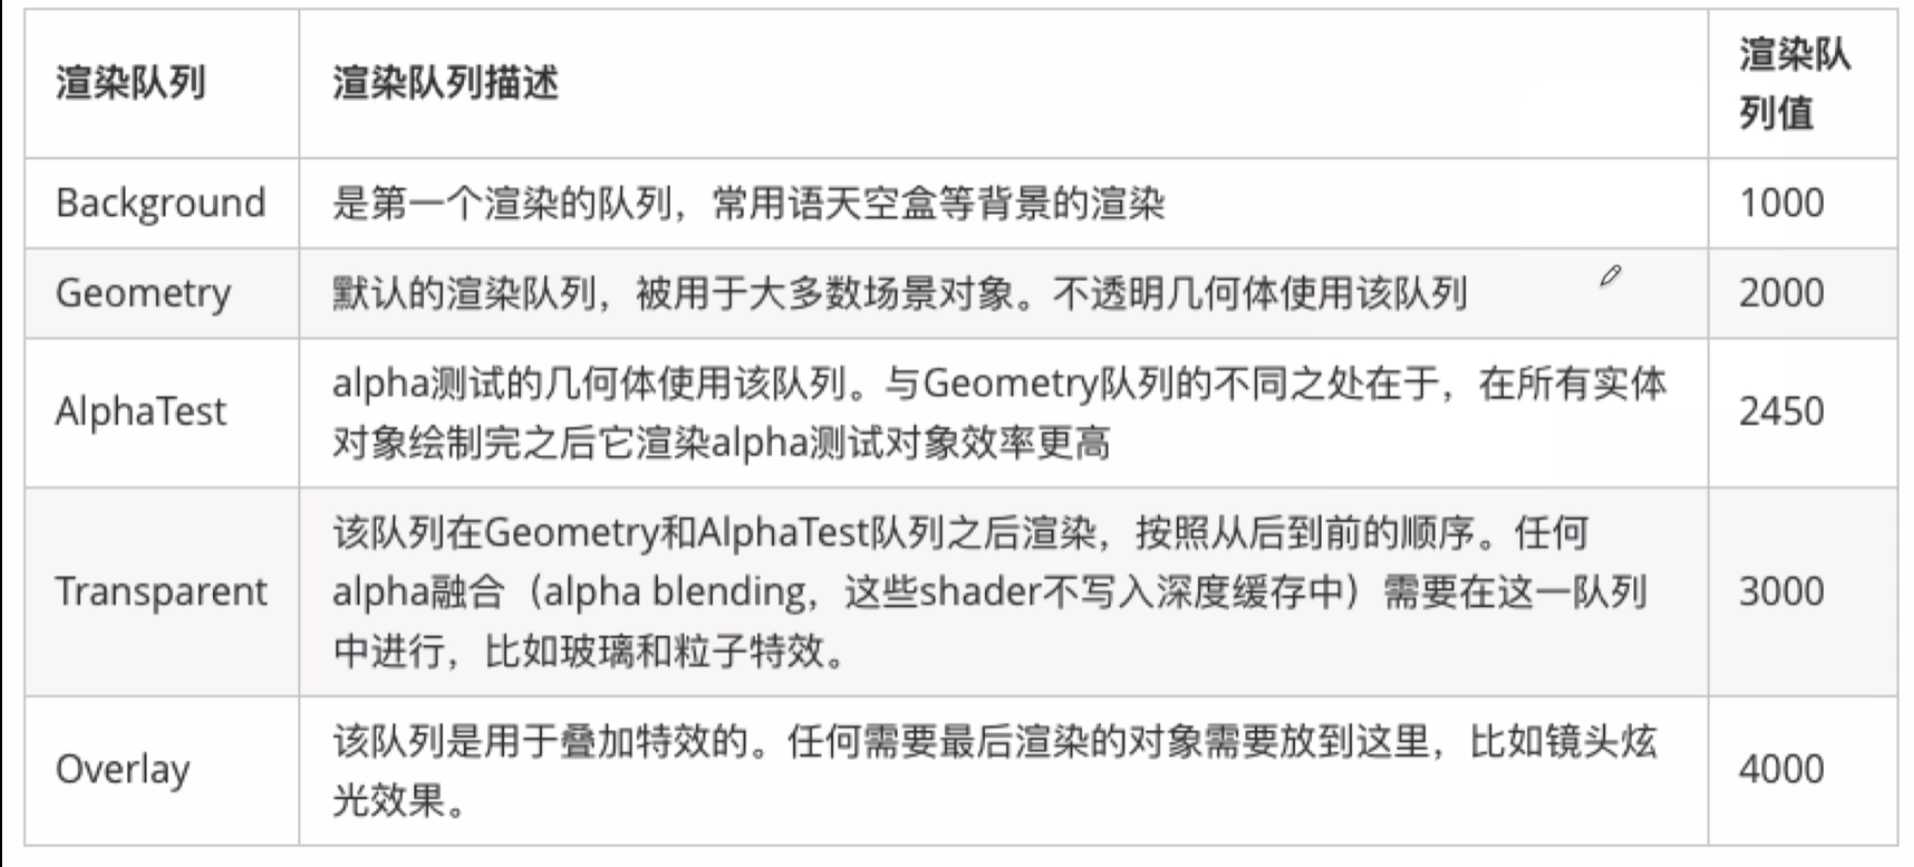 渲染队列
渲染队列描述
渲染队
列值
Background
是第一个渲染的队列，常用语天空盒等背景的渲染
1000
Geometry
默认的渲染队列，被用于大多数场景对象。不透明几何体使用该队列
2000
AlphaTest
alpha测试的几何体使用该队列。与Geometry队列的不同之处在于，在所有实体
对象绘制完之后它渲染alpha测试对象效率更高
2450
Transparent
该队列在Geometry和AlphaTest队列之后渲染，按照从后到前的顺序。任何
alpha融合（alpha blending，这些shader不写入深度缓存中）需要在这一队列
中进行，比如玻璃和粒子特效。
3000
Overlay
该队列是用于叠加特效的。任何需要最后渲染的对象需要放到这里，比如镜头炫
光效果。
4000